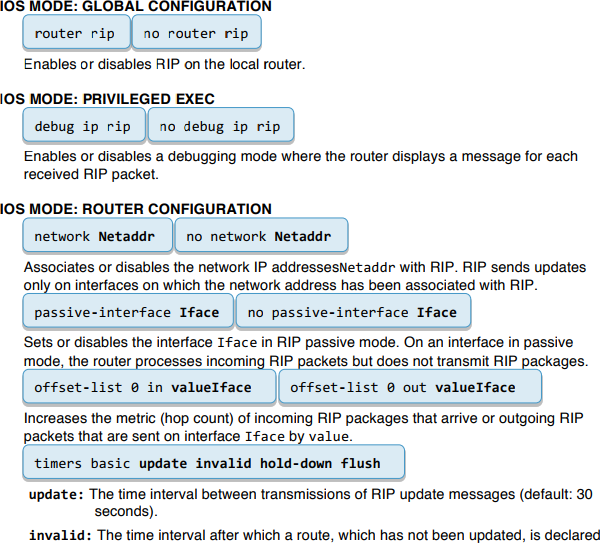 IOS MODE: GLOBAL CONFIGURATION
router rip no router rip
Enables or disables RIP on the local router.
IOS MODE: PRIVILEGED EXEC
debug ip rip no debug ip rip
Enables or disables a debugging mode where the router displays a message for each
received RIP packet.
IOS MODE: ROUTER CONFIGURATION
network Netaddr no network Netaddr
Associates or disables the network IP addressesNetaddr with RIP. RIP sends updates
only on interfaces on which the network address has been associated with RIP.
passive-interface Iface no passive-interface Iface
Sets or disables the interface Iface in RIP passive mode. On an interface in passive
mode, the router processes incoming RIP packets but does not transmit RIP packages.
offset-list 0 in valueIface offset-list 0 out valueIface
Increases the metric (hop count) of incoming RIP packages that arrive or outgoing RIP
packets that are sent on interface Iface by value.
timers basic update invalid hold-down flush
update: The time interval between transmissions of RIP update messages (default: 30
seconds).
invalid: The time interval after which a route, which has not been updated, is declared